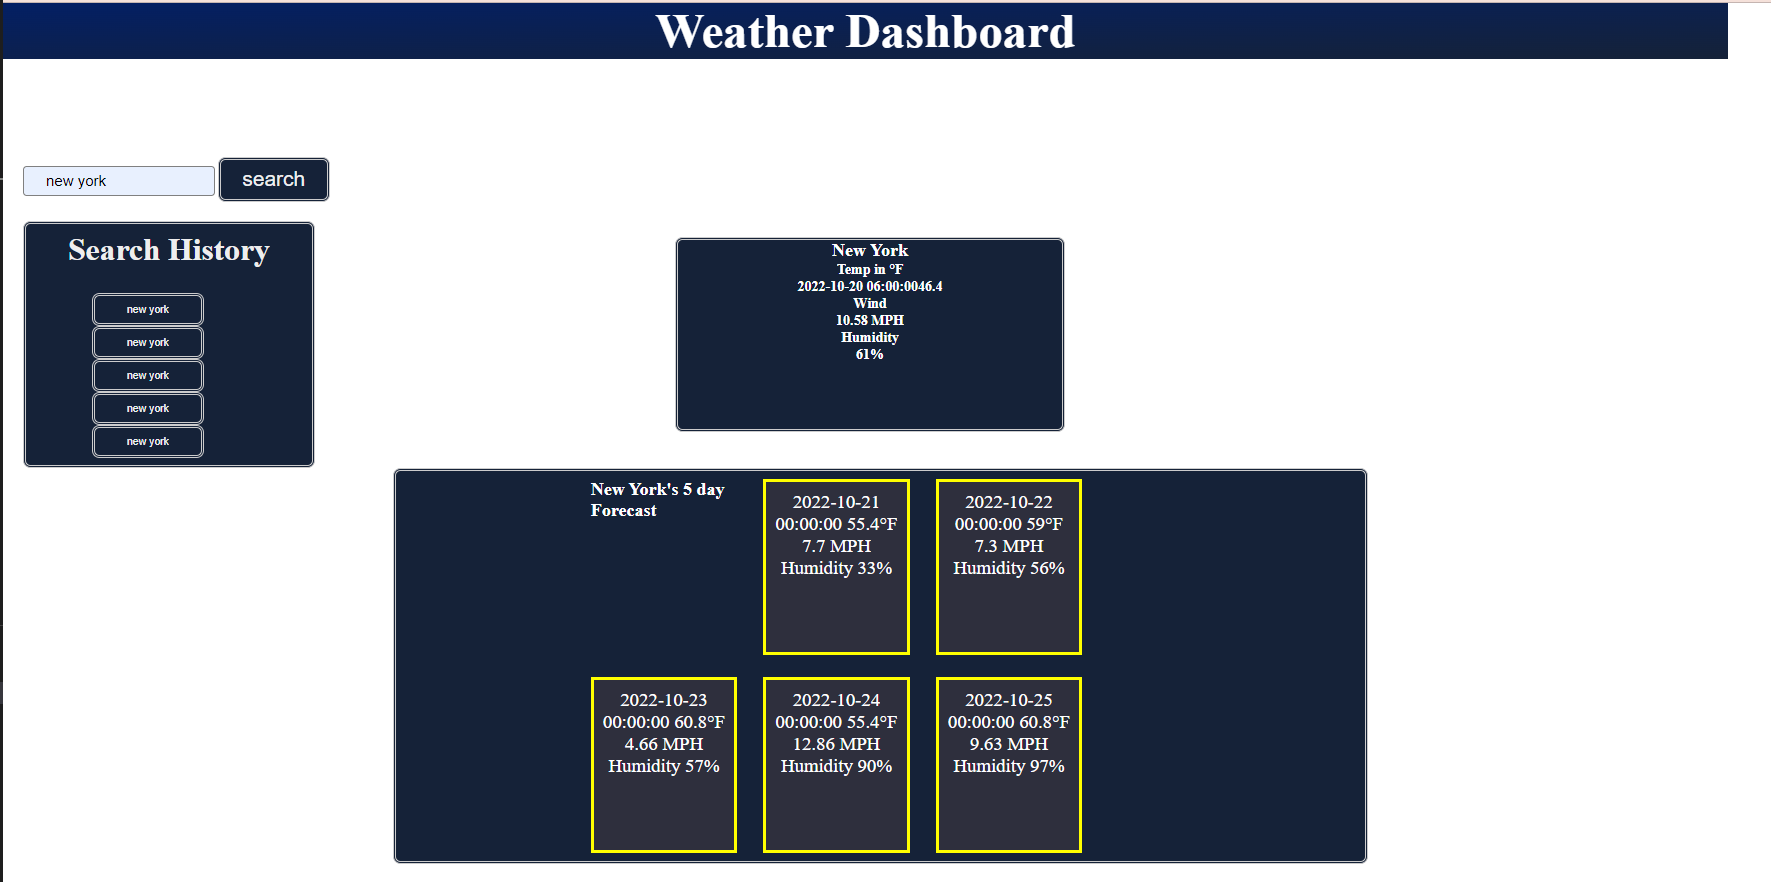 Weather Dashboard
new york
search
Search History
new york
new york
new york
new york
new york
New York
Temp in °F
2022-10-20 06:00:0046.4
Wind
10.58 MPH
Humidity
61%
New York's 5 day
Forecast
2022-10-21
00:00:00 55.4°F
7.7 MPH
Humidity 33%
2022-10-22
00:00:00 59°F
7.3 MPH
Humidity 56%
2022-10-23
00:00:00 60.8°F
4.66 MPH
Humidity 57%
2022-10-24
00:00:00 55.4°F
12.86 MPH
Humidity 90%
2022-10-25
00:00:00 60.8°F
9.63 MPH
Humidity 97%